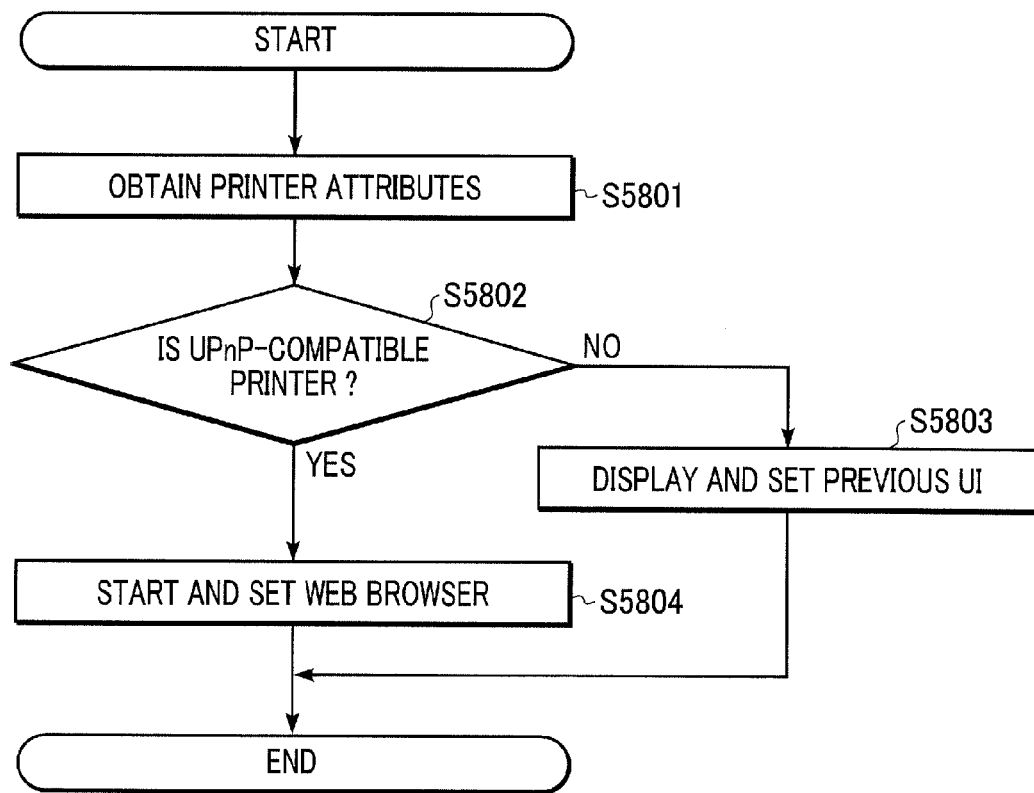 START
OBTAIN PRINTER ATTRIBUTES
S5801
S5802
IS UPnP-COMPATIBLE
PRINTER ?
NO
YES
S5803
DISPLAY AND SET PREVIOUS UI
START AND SET WEB BROWSER
S5804
END